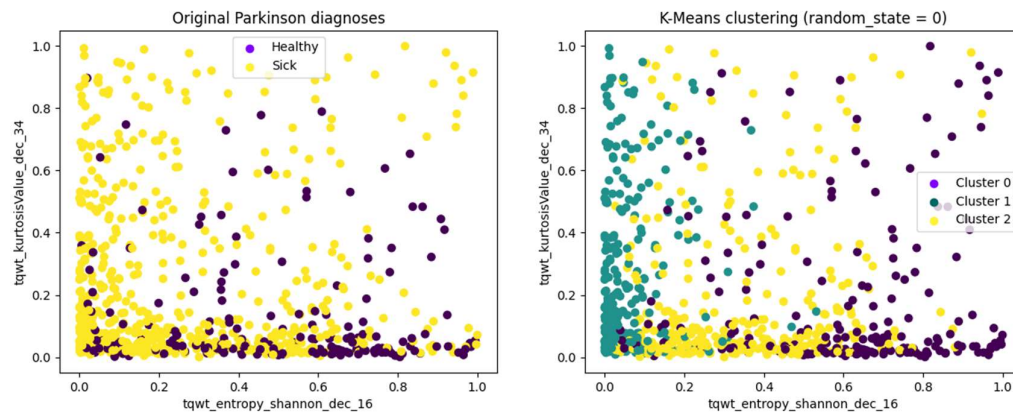 Original Parkinson diagnoses
Healthy
Sick
1.0
0.8
0.6
0.4
0.2
0.0
tqwt_kurtosisValue_dec_34
0.0 0.2 0.4 0.6 0.8 1.0
tqwt_entropy_shannon_dec_16
K-Means clustering (random_state = 0)
Cluster 0
Cluster 1
Cluster 2
1.0
0.8
0.6
0.4
0.2
0.0
tqwt_kurtosisValue_dec_34
0.0 0.2 0.4 0.6 0.8 1.0
tqwt_entropy_shannon_dec_16